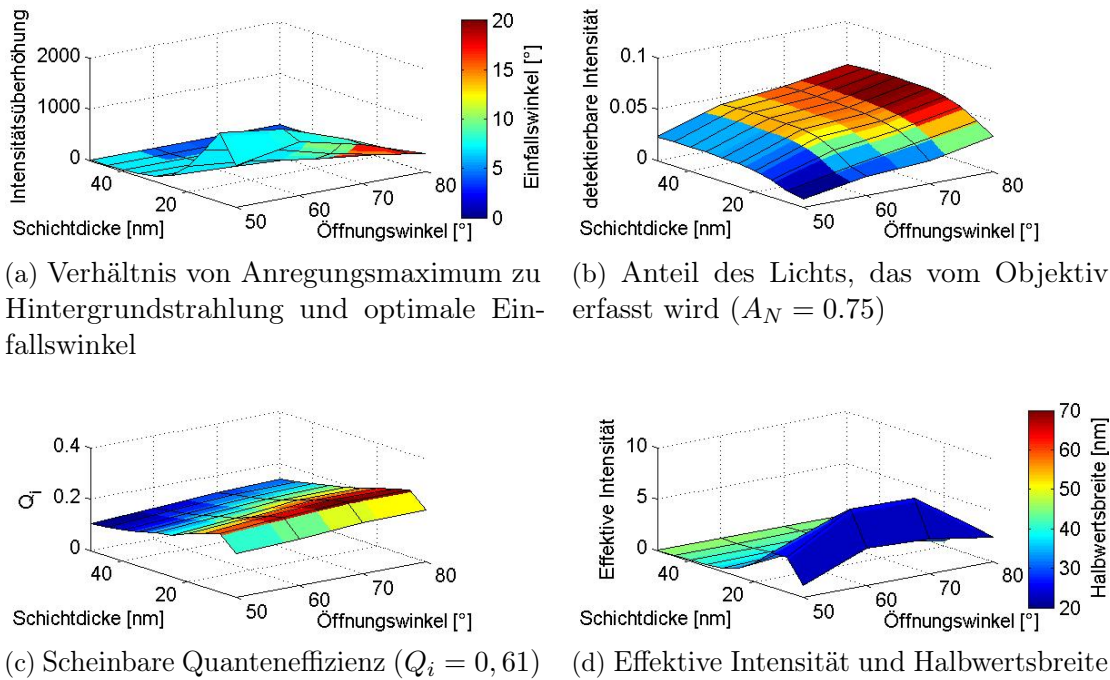 2000
1000
0
Intensitätsüberhöhung
40
20
Schichtdicke [nm]
50
60
70
80
Öffnungswinkel [°]
20
15
10
5
0
Einfallswinkel [°]
0.1
0.05
0
detektierbare Intensität
40
20
Schichtdicke [nm]
50
60
70
80
Öffnungswinkel [°]
(a) Verhältnis von Anregungsmaximum zu
Hintergrundstrahlung und optimale Ein-
fallswinkel
(b) Anteil des Lichts, das vom Objektiv
erfasst wird (A_N = 0.75)
0.4
0.2
0
Q_i
40
20
Schichtdicke [nm]
50
60
70
80
Öffnungswinkel [°]
10
5
0
Effektive Intensität
40
20
Schichtdicke [nm]
50
60
70
80
Öffnungswinkel [°]
70
60
50
40
30
20
Halbwertsbreite [nm]
(c) Scheinbare Quanteneffizienz (Q_i = 0, 61)
(d) Effektive Intensität und Halbwertsbreite